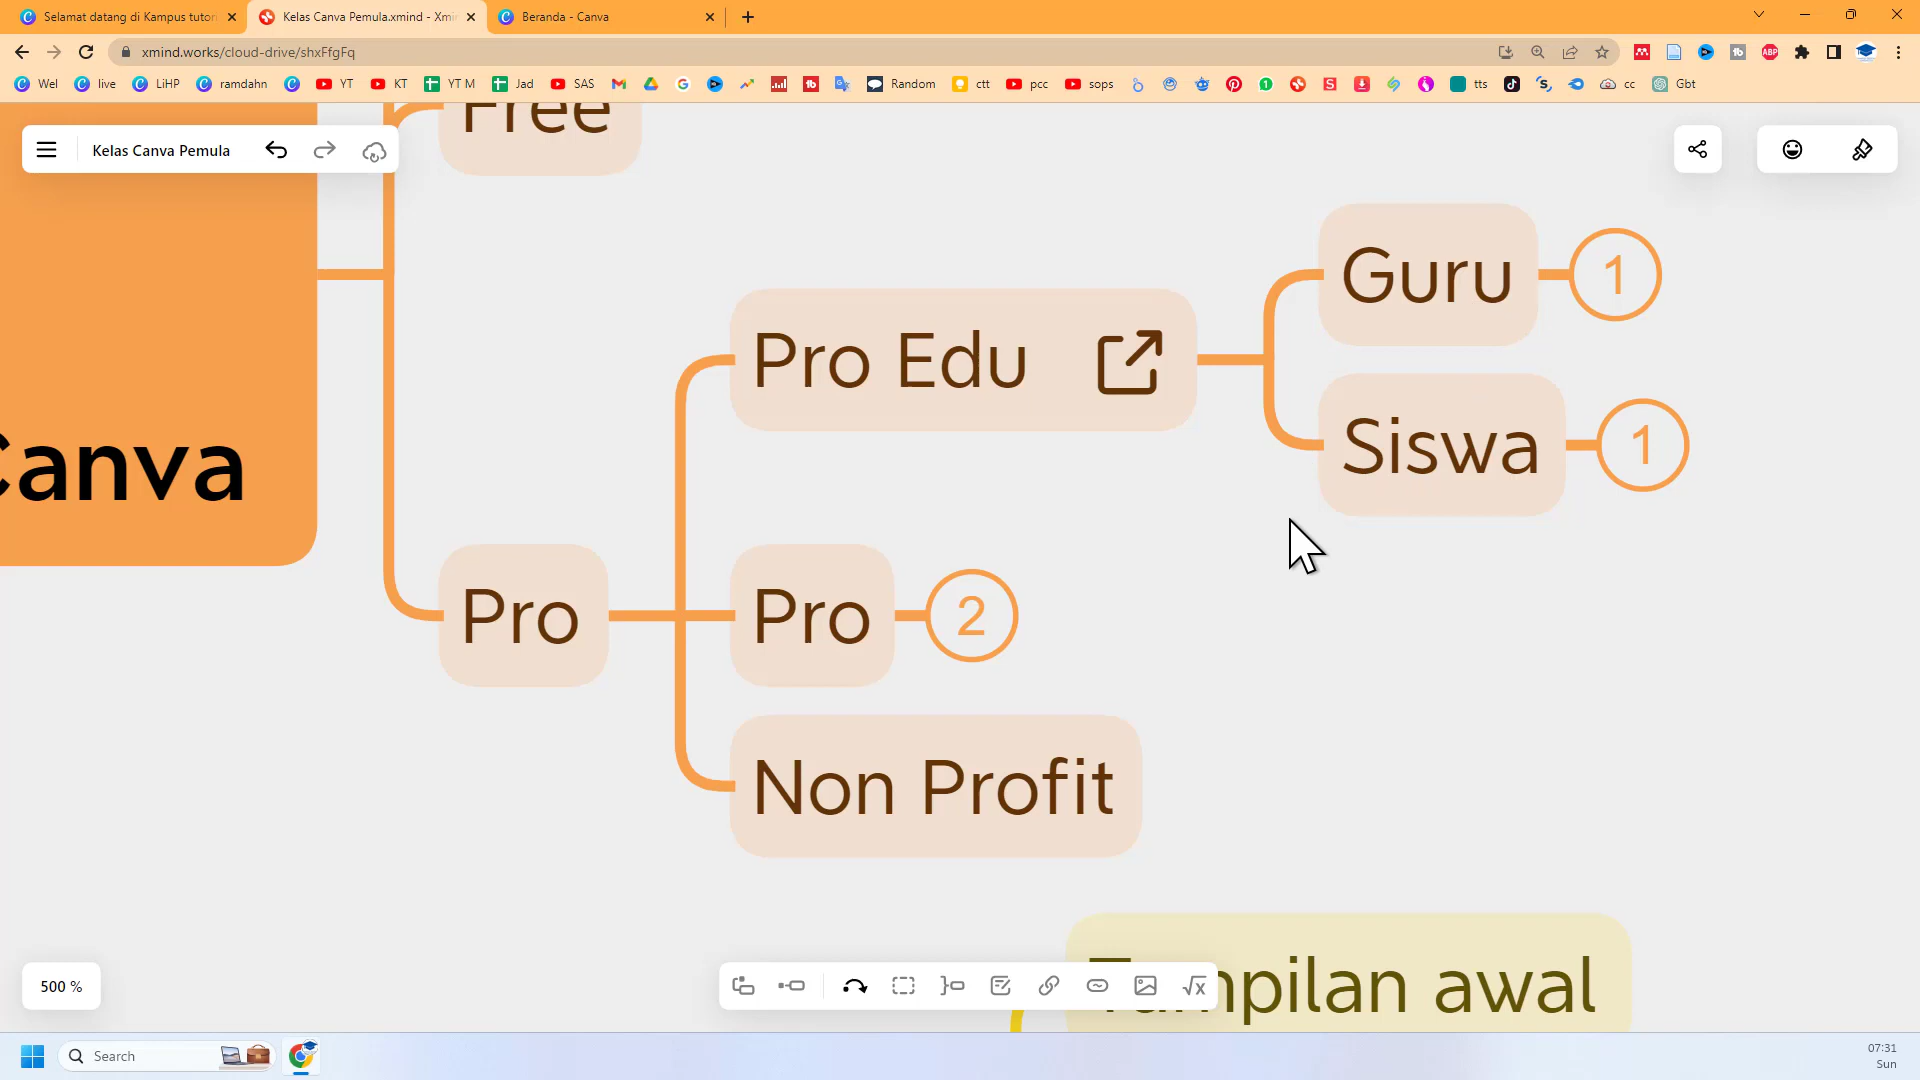 Selamat datang di Kampus tutor
Kelas Canva Pemula.xmind - Xmi
Beranda - Canva
xmind.works/cloud-drive/shxFfgFq
Wel
live
LiHP
ramdahn
YT
KT
YT M
Jad
SAS
Random
ctt
pcc
sops
tts
cc
Gbt
Free
Kelas Canva Pemula
Guru
1
Pro Edu
Siswa
1
Canva
Pro
Pro
2
Non Profit
Tampilan awal
500 %
Search
07:31
Sun